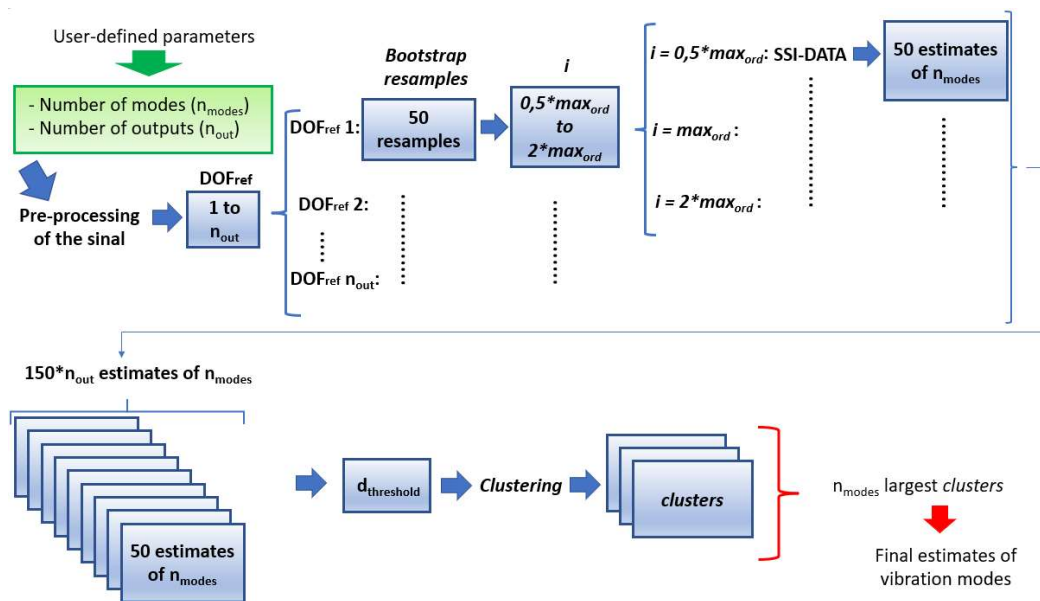 User-defined parameters
- Number of modes (nmodes)
- Number of outputs (nout)
Pre-processing
of the sinal
DOFref
1 to
nout
Bootstrap
resamples
i
DOFref 1:
50
resamples
0,5*maxord
to
2*maxord
DOFref 2:
DOFref nout:
i = 0,5*maxord: SSI-DATA
50 estimates
of nmodes
i = maxord:
i = 2*maxord:
150*nout estimates of nmodes
50 estimates
of nmodes
dthreshold
Clustering
clusters
nmodes largest clusters
Final estimates of
vibration modes